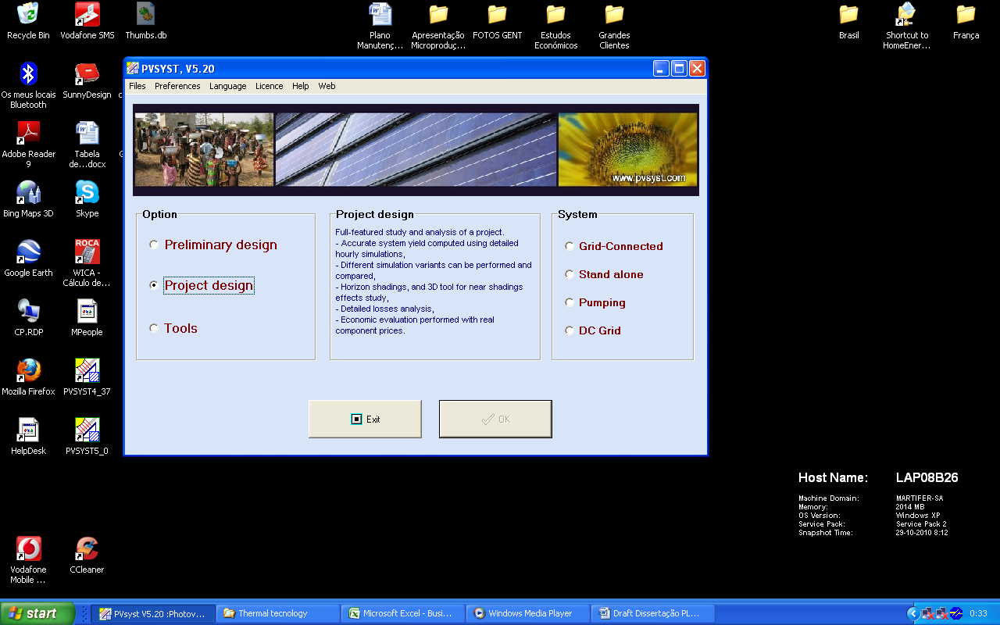 Recycle Bin
Vodafone SMS
Thumbs.db
Plano
Manutenç...
Apresentação
Microproduç...
FOTOS GENT
Estudos
Económicos
Grandes
Clientes
Brasil
Shortcut to
HomeEner...
França
Os meus locais
Bluetooth
SunnyDesign
Adobe Reader
9
Tabela
de...docx
Bing Maps 3D
Skype
Google Earth
ROCA
WICA -
Cálculo de...
CP.RDP
MPeople
Mozilla Firefox
PVSYST4_37
HelpDesk
PVSYST5_0
Vodafone
Mobile ...
CCleaner
PVSYST, V5.20
Files Preferences Language Licence Help Web
www.pvsyst.com
Option
Preliminary design
Project design
Tools
Project design
Full-featured study and analysis of a project.
- Accurate system yield computed using detailed
hourly simulations,
- Different simulation variants can be performed and
compared,
- Horizon shadings, and 3D tool for near shadings
effects study,
- Detailed losses analysis,
- Economic evaluation performed with real
component prices.
System
Grid-Connected
Stand alone
Pumping
DC Grid
Exit
OK
Host Name: LAP08B26
Machine Domain: MARTIFER-SA
Memory: 2014 MB
OS Version: Windows XP
Service Pack: Service Pack 2
Snapshot Time: 29-10-2010 8:12
start
PVsyst V5.20 :Photov...
Thermal tecnology
Microsoft Excel - Busi...
Windows Media Player
Draft Dissertação PL...
0:33